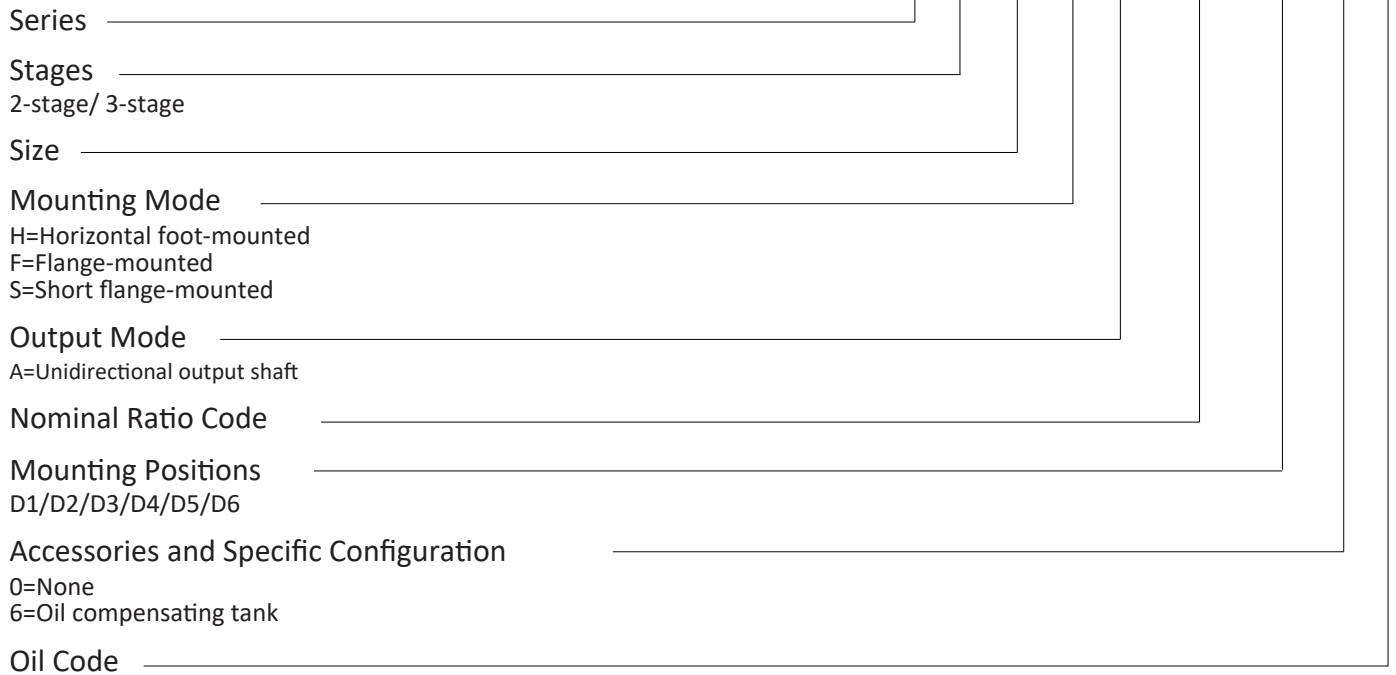 Series
Stages
2-stage/ 3-stage
Size
Mounting Mode
H=Horizontal foot-mounted
F=Flange-mounted
S=Short flange-mounted
Output Mode
A=Unidirectional output shaft
Nominal Ratio Code
Mounting Positions
D1/D2/D3/D4/D5/D6
Accessories and Specific Configuration
0=None
6=Oil compensating tank
Oil Code